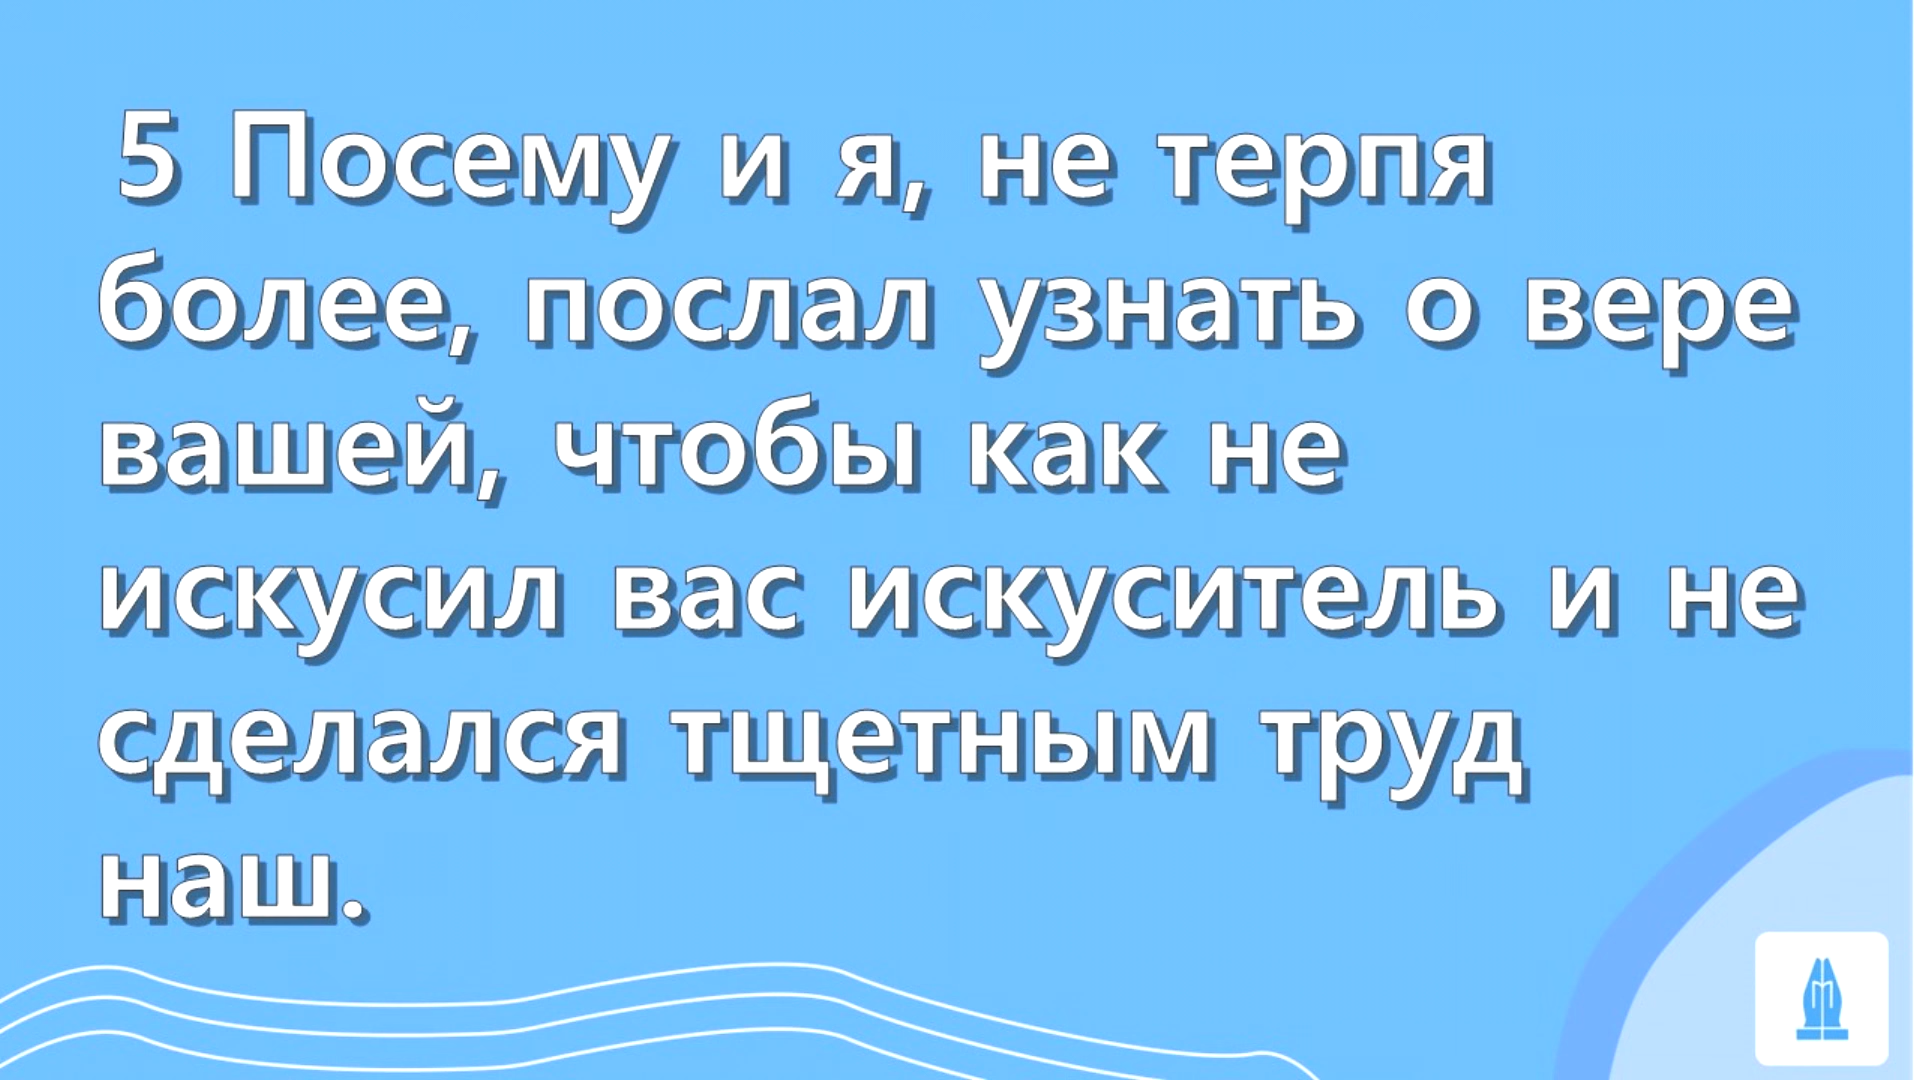 5 Посему и я, не терпя
более, послал узнать о вере
вашей, чтобы как не
искусил вас искуситель и не
сделался тщетным труд
наш.